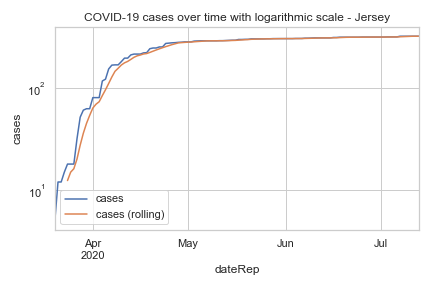 COVID-19 cases over time with logarithmic scale - Jersey
cases
10²
10¹
cases
cases (rolling)
Apr
2020
May
Jun
Jul
dateRep